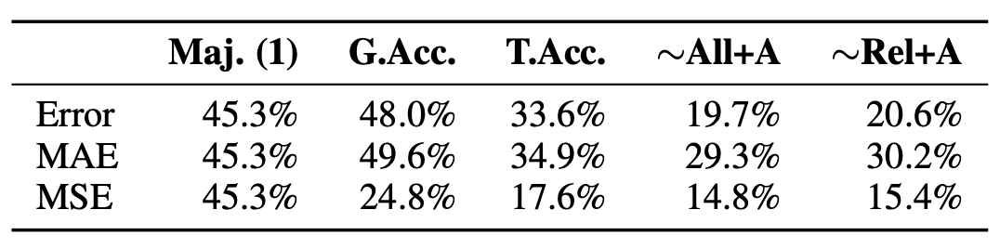 Maj. (1) G.Acc. T.Acc. ∼All+A ∼Rel+A
Error 45.3% 48.0% 33.6% 19.7% 20.6%
MAE 45.3% 49.6% 34.9% 29.3% 30.2%
MSE 45.3% 24.8% 17.6% 14.8% 15.4%